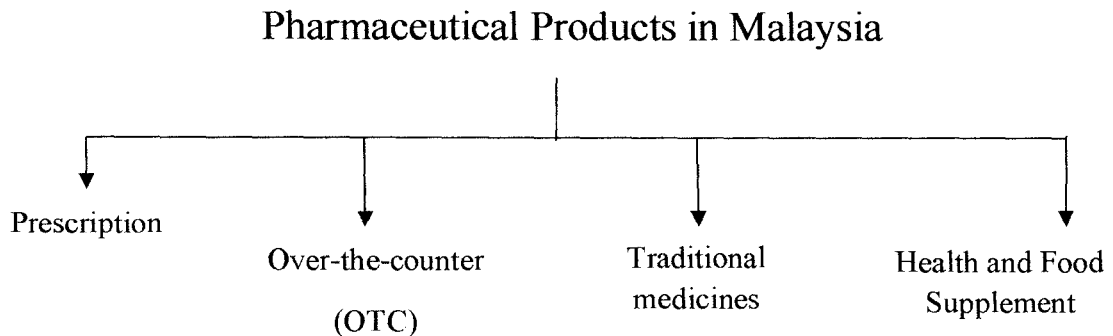 Pharmaceutical Products in Malaysia
Prescription
Over-the-counter
(OTC)
Traditional
medicines
Health and Food
Supplement